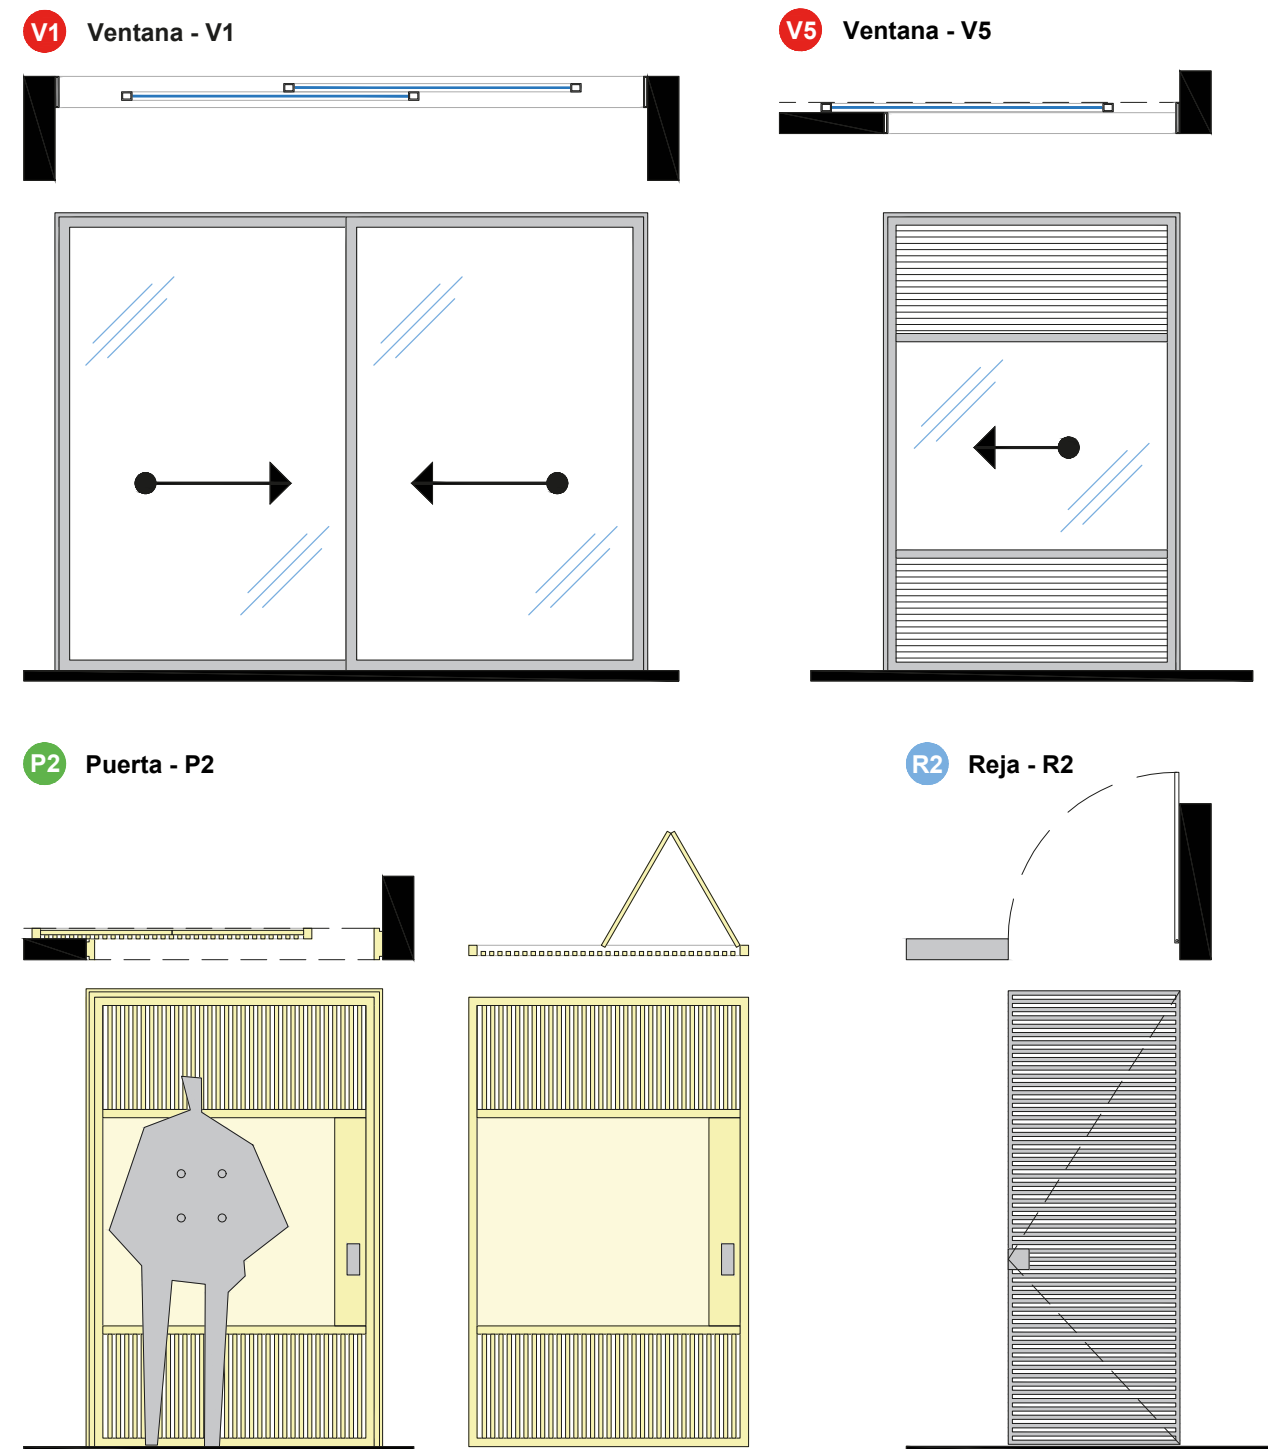 V1 Ventana - V1
V5 Ventana - V5
P2 Puerta - P2
R2 Reja - R2